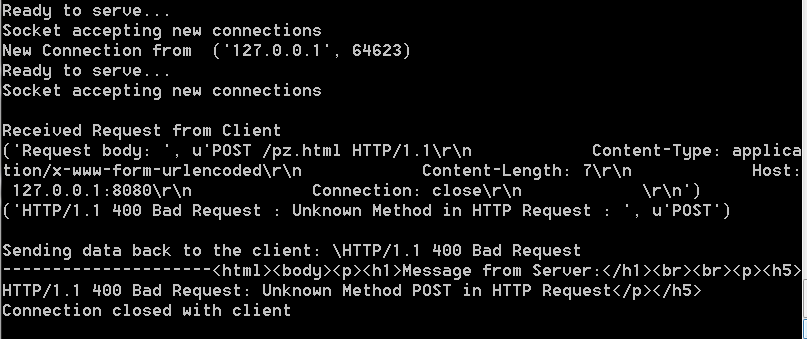 Ready to serve...
Socket accepting new connections
New Connection from  ('127.0.0.1', 64623)
Ready to serve...
Socket accepting new connections
Received Request from Client
('Request body: ', u'POST /pz.html HTTP/1.1\r\n            Content-Type: applica
tion/x-www-form-urlencoded\r\n            Content-Length: 7\r\n            Host:
 127.0.0.1:8080\r\n            Connection: close\r\n            \r\n')
('HTTP/1.1 400 Bad Request : Unknown Method in HTTP Request : ', u'POST')
Sending data back to the client: \HTTP/1.1 400 Bad Request
---------------------<html><body><p><h1>Message from Server:</h1><br><br><p><h5>
HTTP/1.1 400 Bad Request: Unknown Method POST in HTTP Request</p></h5>
Connection closed with client